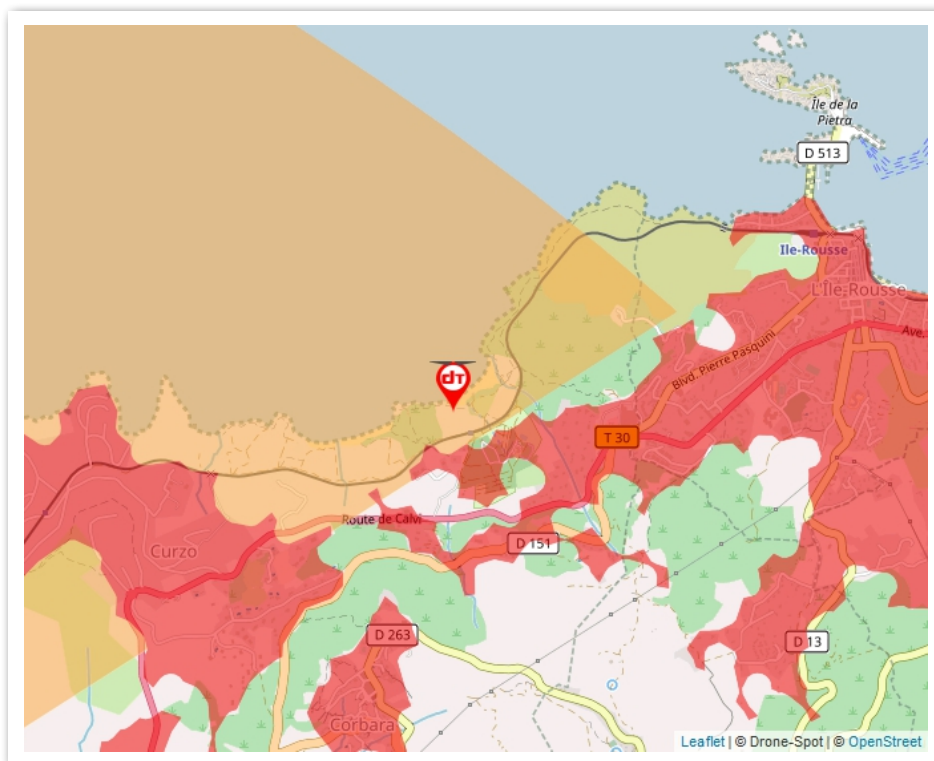 Île de la
Pietra
D 513
Ile-Rousse
L'Île-Rousse
Ave.
Blvd. Pierre Pasquini
dT
T 30
Route de Calvi
D 151
Curzo
D 263
D 13
Corbara
Leaflet | © Drone-Spot | © OpenStreet